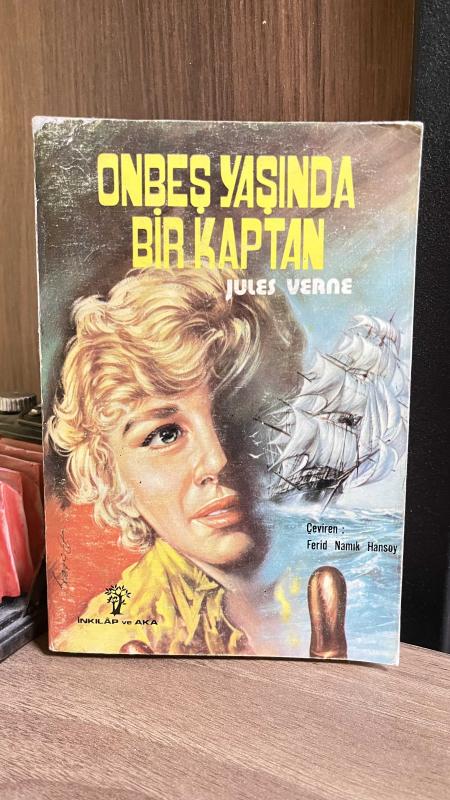 ONBEŞ YAŞINDA
BİR KAPTAN
JULES VERNE
Çeviren :
Ferid Namık Hansoy
İNKILÂP ve AKA